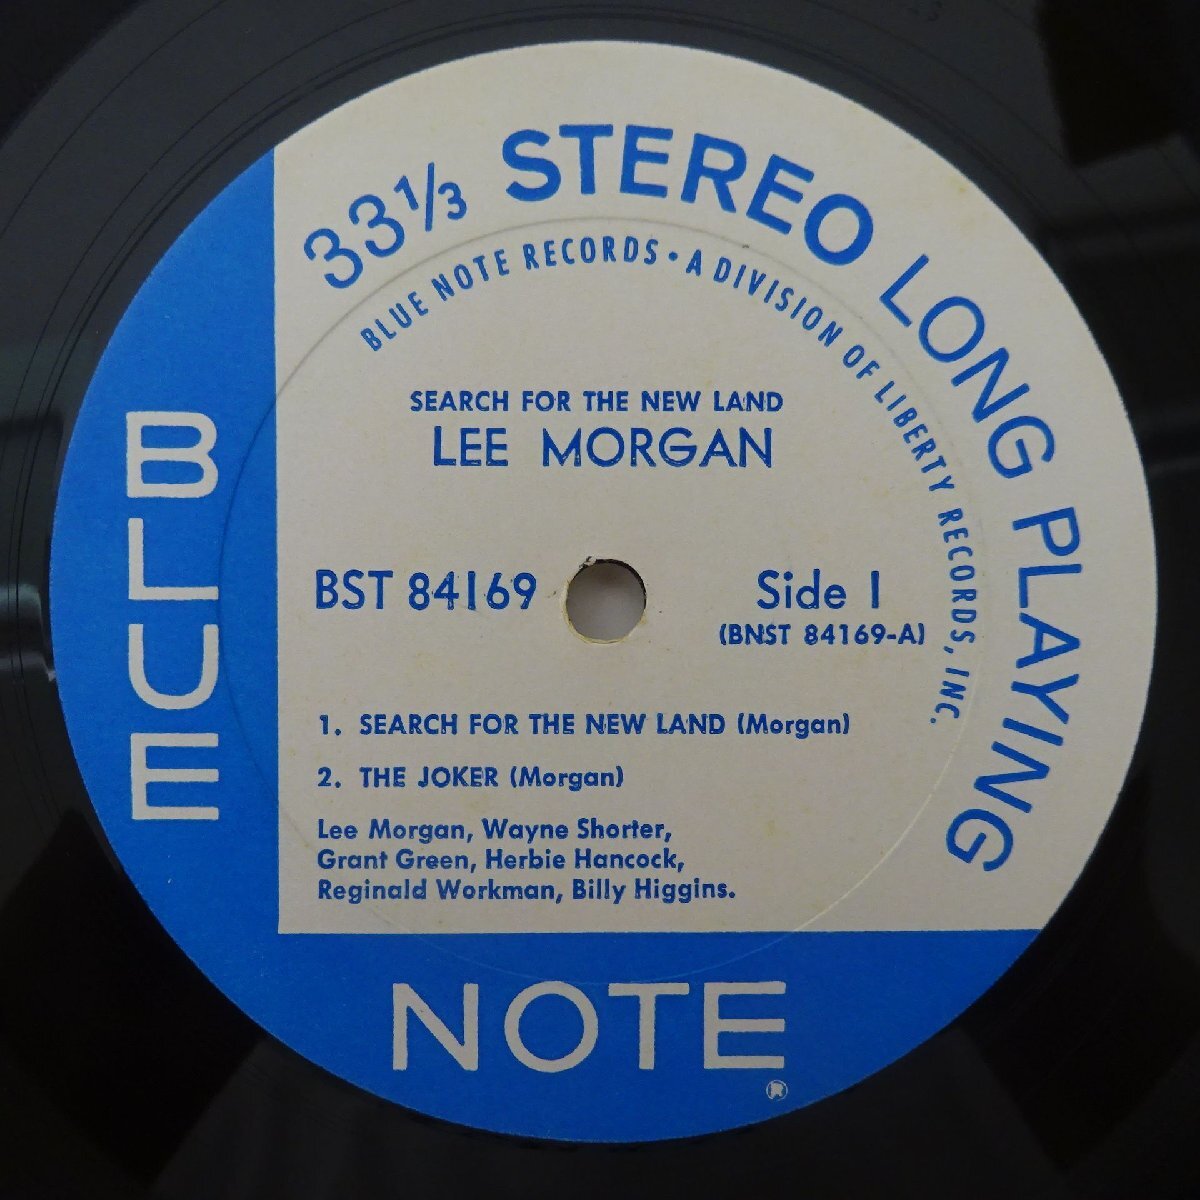 33⅓ STEREO LONG PLAYING
BLUE NOTE RECORDS • A DIVISION OF LIBERTY RECORDS, INC.
SEARCH FOR THE NEW LAND
LEE MORGAN
BST 84169
Side 1
(BNST 84169-A)
1. SEARCH FOR THE NEW LAND (Morgan)
2. THE JOKER (Morgan)
Lee Morgan, Wayne Shorter,
Grant Green, Herbie Hancock,
Reginald Workman, Billy Higgins.
BLUE
NOTE
®